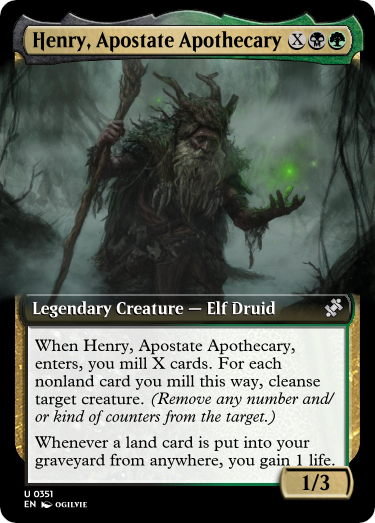 Henry, Apostate Apothecary X
Legendary Creature — Elf Druid
When Henry, Apostate Apothecary,
enters, you mill X cards. For each
nonland card you mill this way, cleanse
target creature. (Remove any number and/
or kind of counters from the target.)
Whenever a land card is put into your
graveyard from anywhere, you gain 1 life.
1/3
U 0351
EN OGILVIE